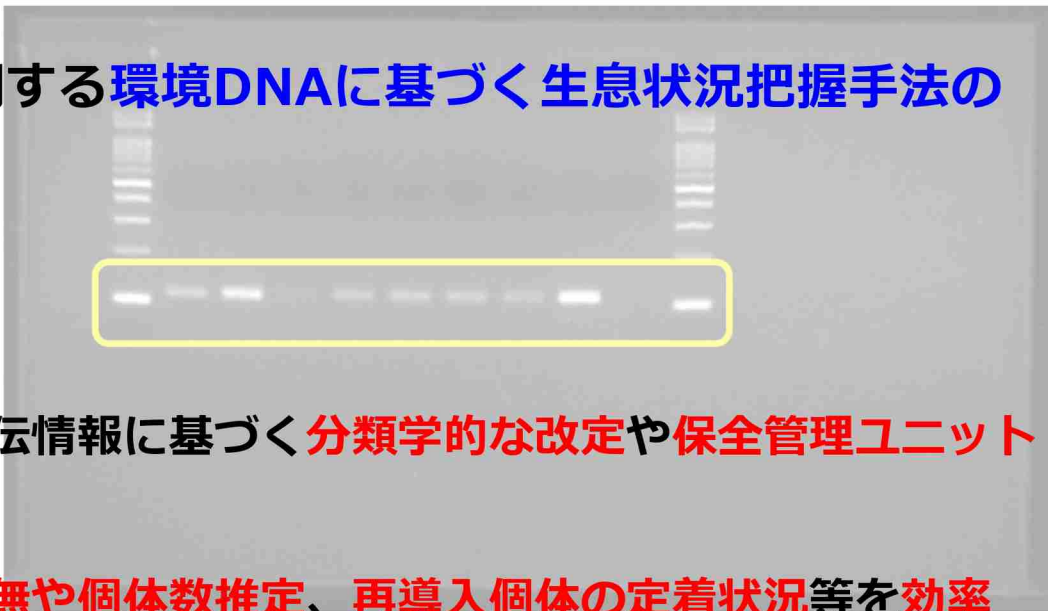 する環境DNAに基づく生息状況把握手法の
伝情報に基づく分類学的な改定や保全管理ユニット
無や個体数推定、再導入個体の定着状況等を効率